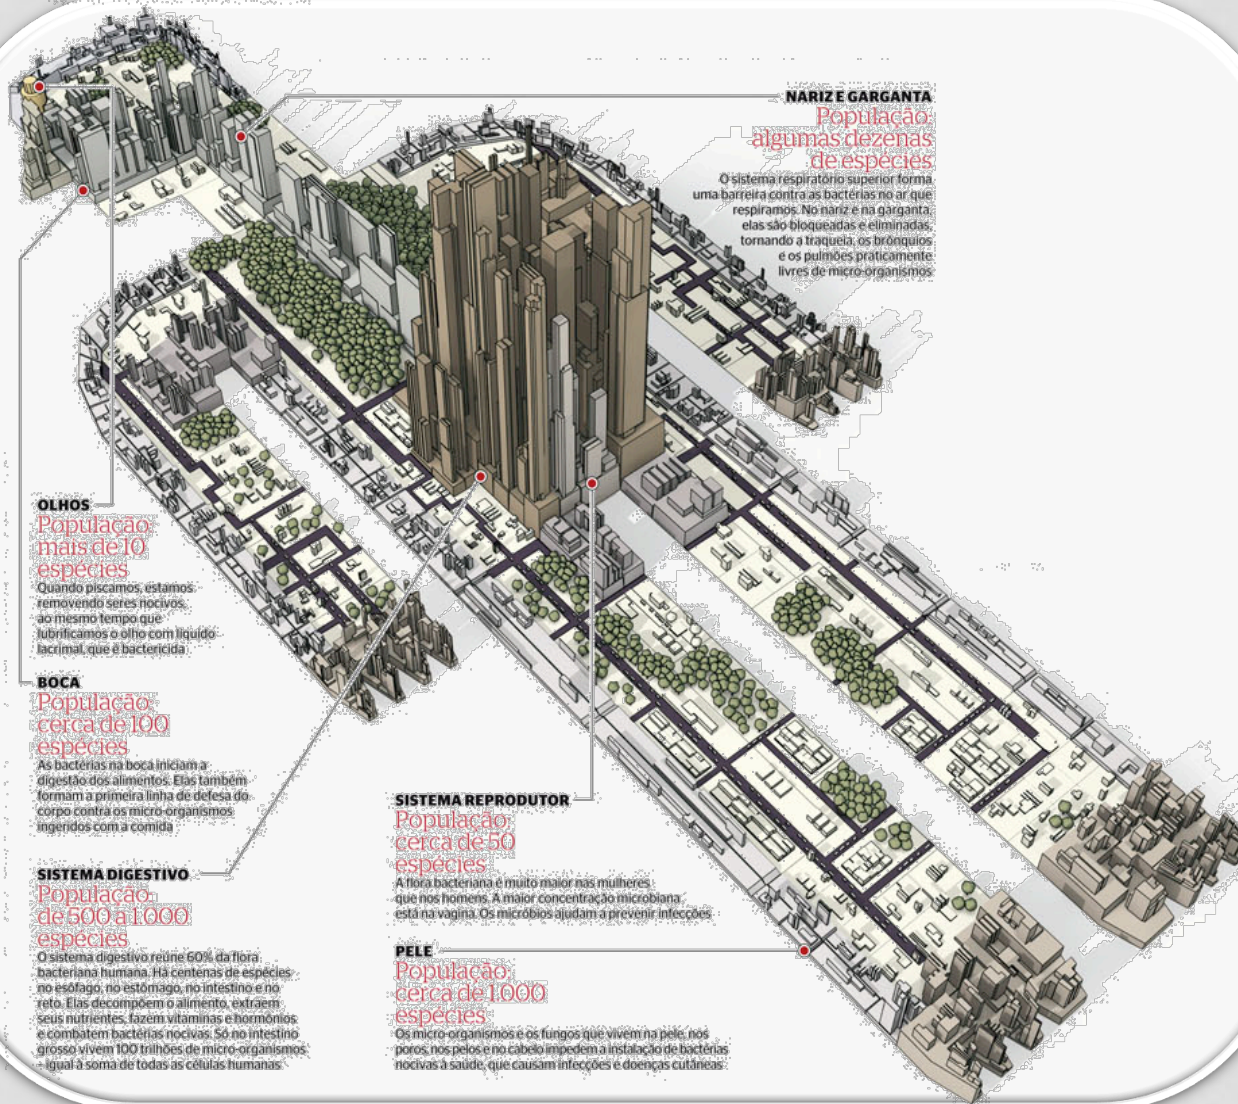 NARIZ E GARGANTA
População:
algumas dezenas
de espécies
O sistema respiratório superior forma
uma barreira contra as bactérias no ar que
respiramos. No nariz e na garganta,
elas são bloqueadas e eliminadas,
tornando a traqueia, os brônquios
e os pulmões praticamente
livres de micro-organismos
OLHOS
População:
mais de 10
espécies
Quando piscamos, estamos
removendo seres nocivos,
ao mesmo tempo que
lubrificamos o olho com líquido
lacrimal, que é bactericida
BOCA
População:
cerca de 100
espécies
As bactérias na boca iniciam a
digestão dos alimentos. Elas também
formam a primeira linha de defesa do
corpo contra os micro-organismos
ingeridos com a comida
SISTEMA DIGESTIVO
População:
de 500 a 1.000
espécies
O sistema digestivo reúne 60% da flora
bacteriana humana. Há centenas de espécies
no esôfago, no estômago, no intestino e no
reto. Elas decompõem o alimento, extraem
seus nutrientes, fazem vitaminas e hormônios
e combatem bactérias nocivas. Só no intestino
grosso vivem 100 trilhões de micro-organismos
– igual à soma de todas as células humanas
SISTEMA REPRODUTOR
População:
cerca de 50
espécies
A flora bacteriana é muito maior nas mulheres
que nos homens. A maior concentração microbiana
está na vagina. Os micróbios ajudam a prevenir infecções
PELE
População:
cerca de 1.000
espécies
Os micro-organismos e os fungos que vivem na pele, nos
poros, nos pelos e no cabelo impedem a instalação de bactérias
nocivas à saúde, que causam infecções e doenças cutâneas